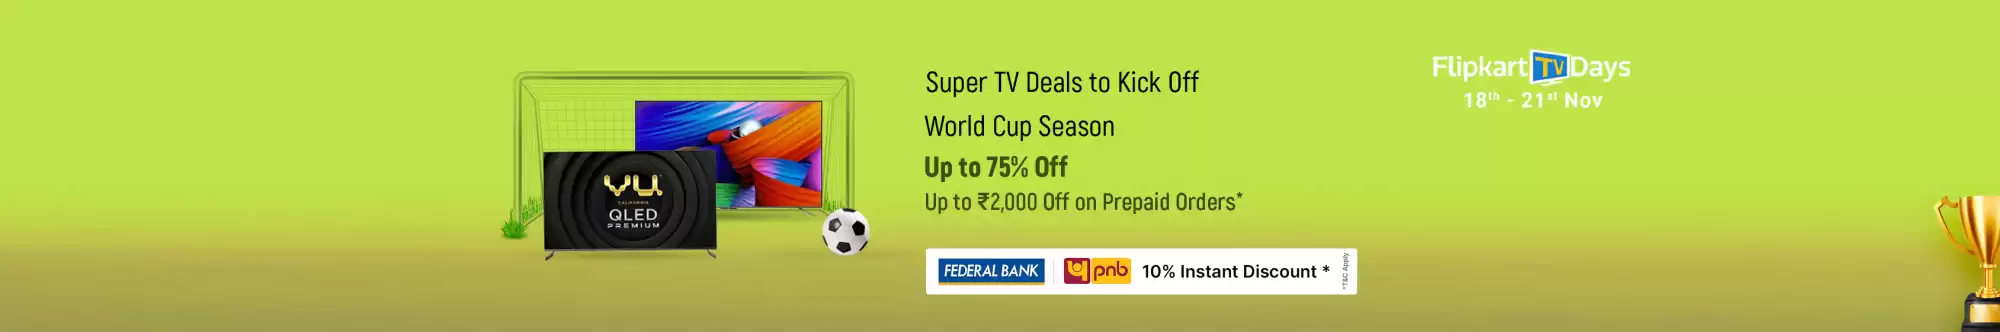 Super TV Deals to Kick Off
World Cup Season
Up to 75% Off
Up to ₹2,000 Off on Prepaid Orders*
FEDERAL BANK pnb 10% Instant Discount * *T&C Apply
Flipkart TV Days
18th - 21st Nov
VU
CALIFORNIA
QLED
PREMIUM